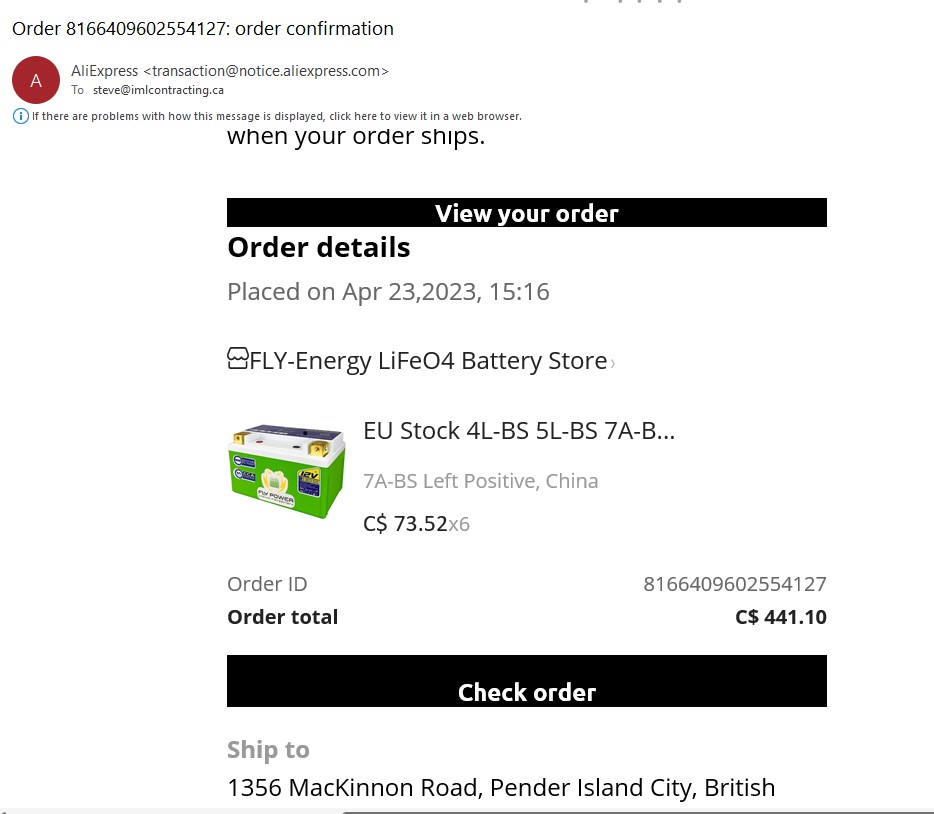 Order 8166409602554127: order confirmation
A
AliExpress <transaction@notice.aliexpress.com>
To steve@imlcontracting.ca
If there are problems with how this message is displayed, click here to view it in a web browser.
when your order ships.
View your order
Order details
Placed on Apr 23,2023, 15:16
FLY-Energy LiFeO4 Battery Store›
EU Stock 4L-BS 5L-BS 7A-B...
7A-BS Left Positive, China
C$ 73.52x6
12V
FLY POWER
Order ID 8166409602554127
Order total C$ 441.10
Check order
Ship to
1356 MacKinnon Road, Pender Island City, British